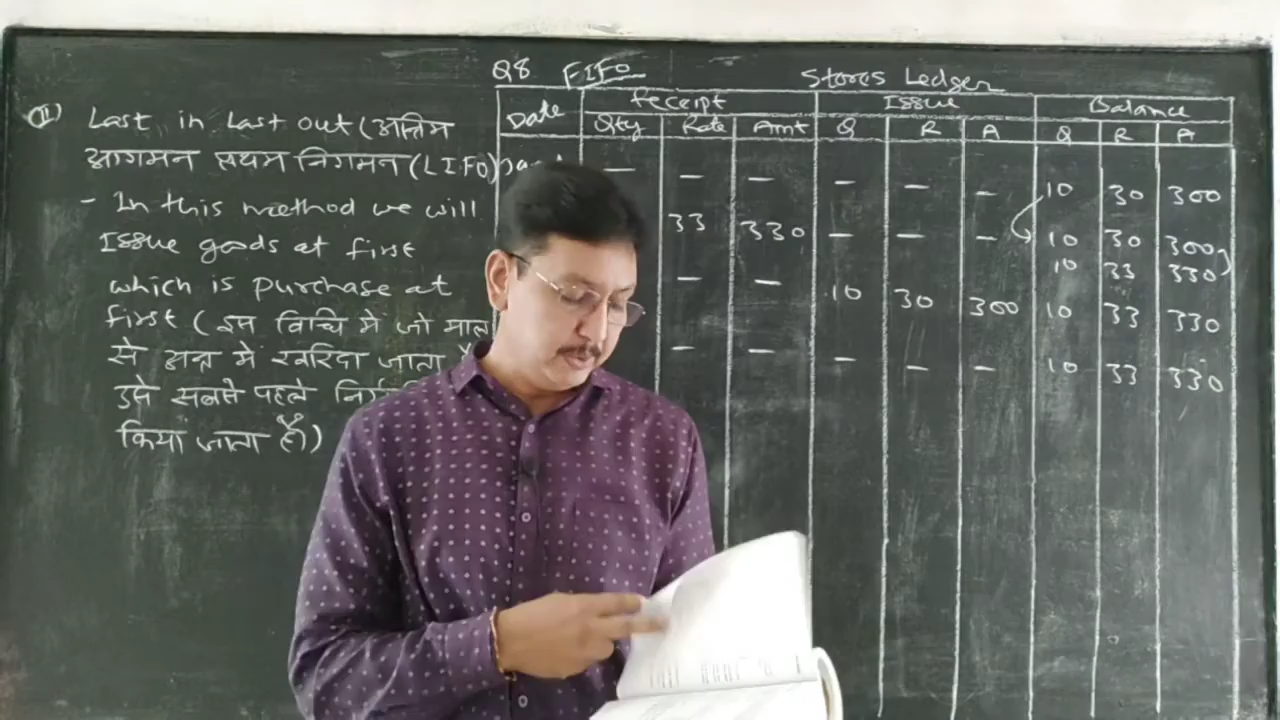 Q8 FIFO Stores Ledger
Date Receipt Issue Balance
Qty Rate Amt Q R A Q R A
— — — — — — 10 30 300
33 330 — — — 10 30 300
10 33 330
— — 10 30 300 10 33 330
— — — — — 10 33 330
II) Last in Last out (अन्तिम
आगमन प्रथम निगमन (LIFO)
- In this method we will
Issue goods at first
which is purchase at
first (इस विधि में जो माल
से अन्त में खरिदा जाता
उसे सबसे पहले
किया जाता है।)